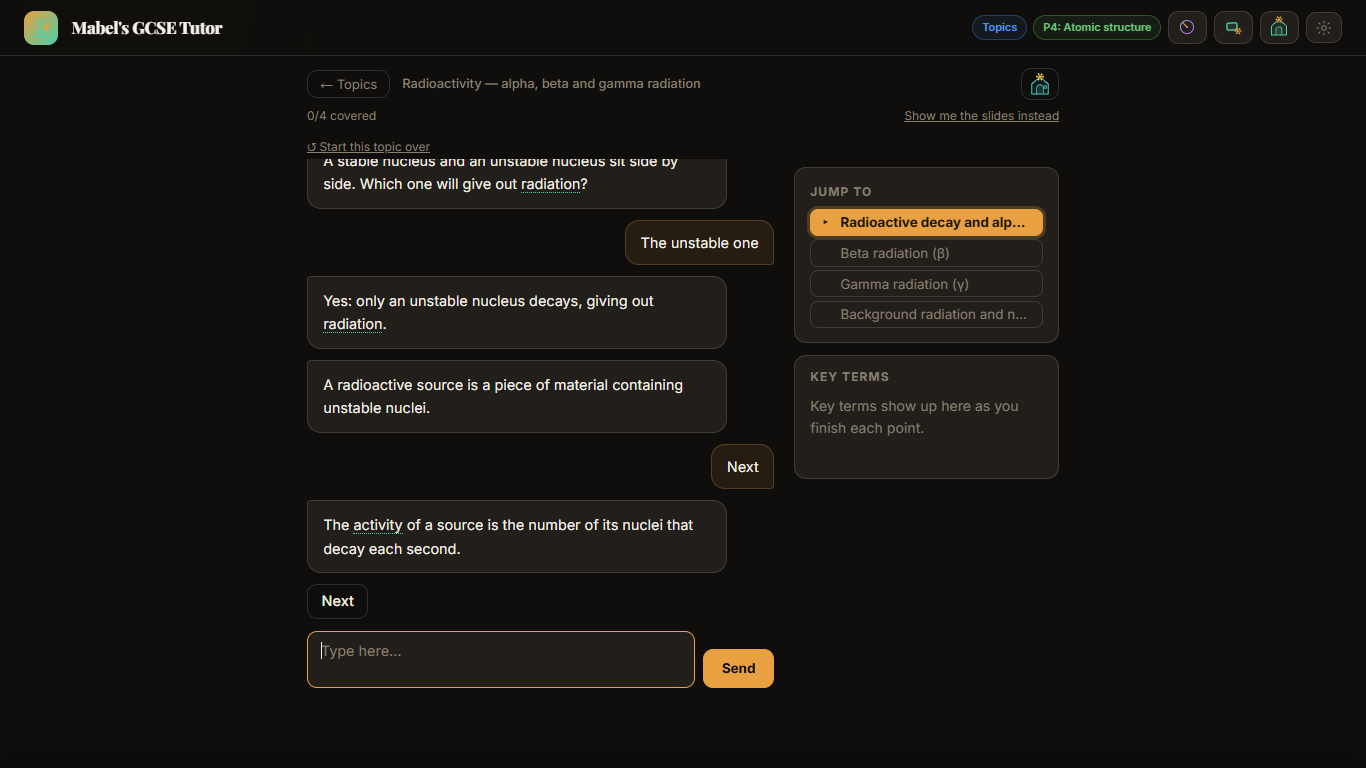 Mabel's GCSE Tutor
Topics
P4: Atomic structure
← Topics
Radioactivity — alpha, beta and gamma radiation
0/4 covered
Show me the slides instead
↺ Start this topic over
A stable nucleus and an unstable nucleus sit side by
side. Which one will give out radiation?
The unstable one
Yes: only an unstable nucleus decays, giving out
radiation.
A radioactive source is a piece of material containing
unstable nuclei.
Next
The activity of a source is the number of its nuclei that
decay each second.
Next
Type here...
Send
JUMP TO
Radioactive decay and alp...
Beta radiation (β)
Gamma radiation (γ)
Background radiation and n...
KEY TERMS
Key terms show up here as you
finish each point.